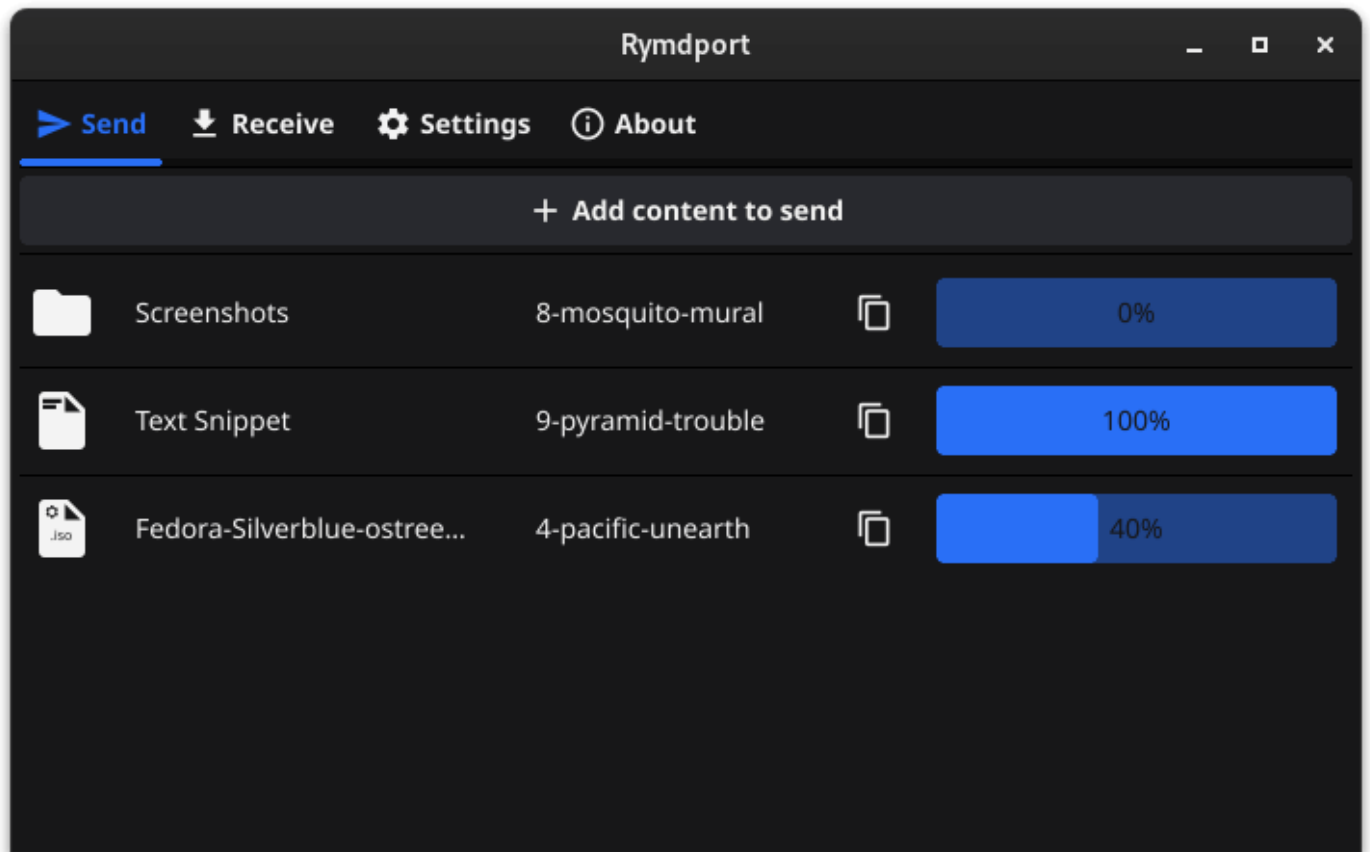 Rymdport
Send Receive Settings About
+ Add content to send
Screenshots 8-mosquito-mural 0%
Text Snippet 9-pyramid-trouble 100%
.iso Fedora-Silverblue-ostree... 4-pacific-unearth 40%